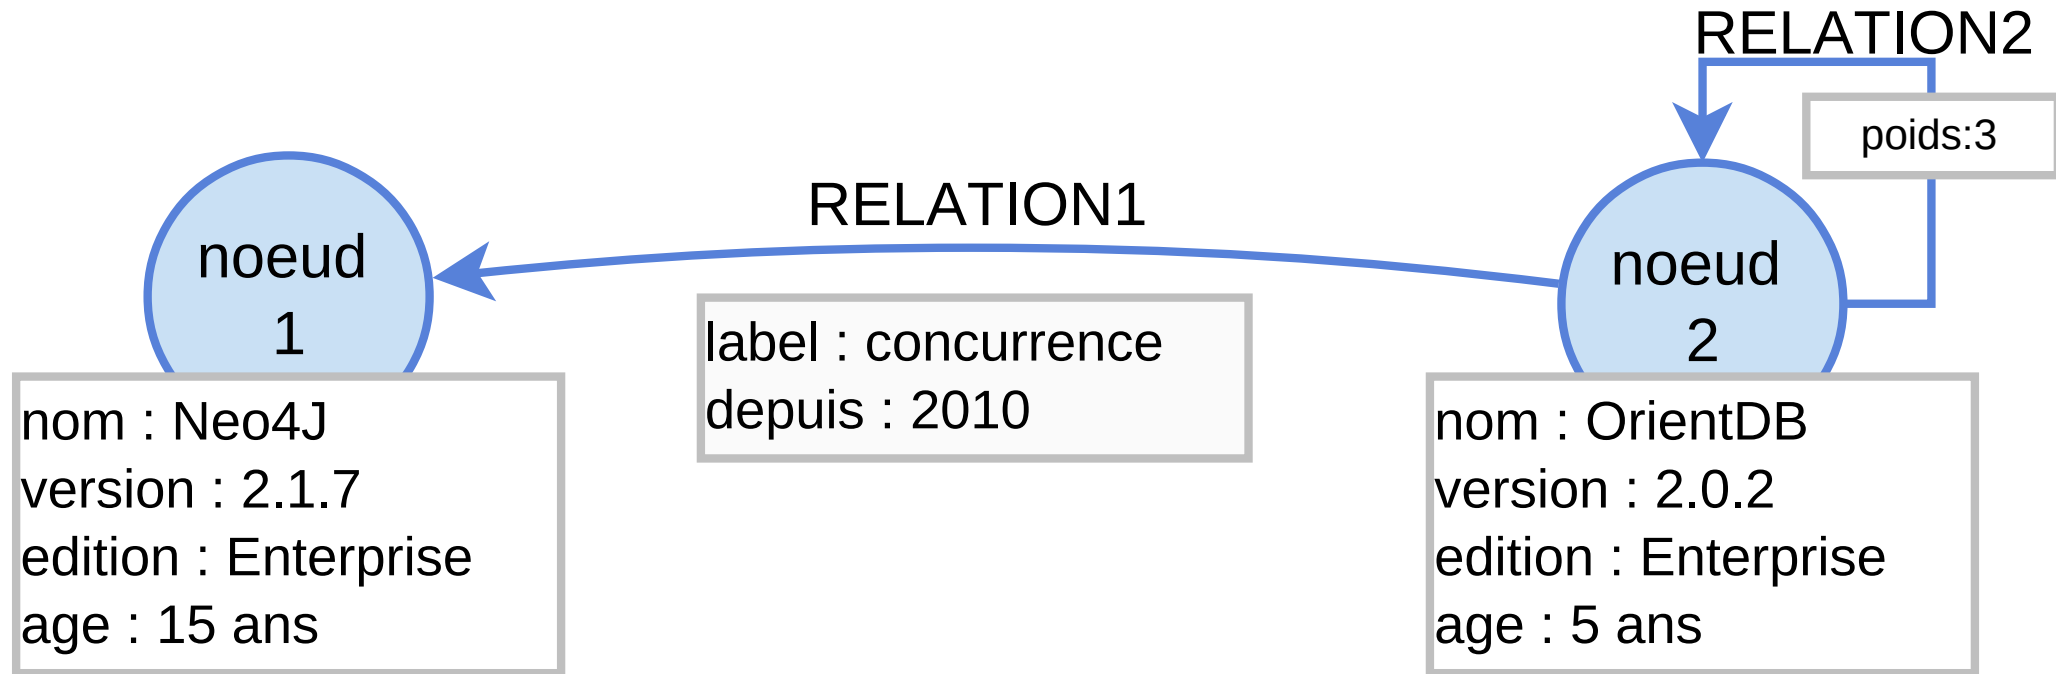 RELATION2
poids:3
RELATION1
noeud
1
noeud
2
label : concurrence
depuis : 2010
nom : Neo4J
version : 2.1.7
edition : Enterprise
age : 15 ans
nom : OrientDB
version : 2.0.2
edition : Enterprise
age : 5 ans